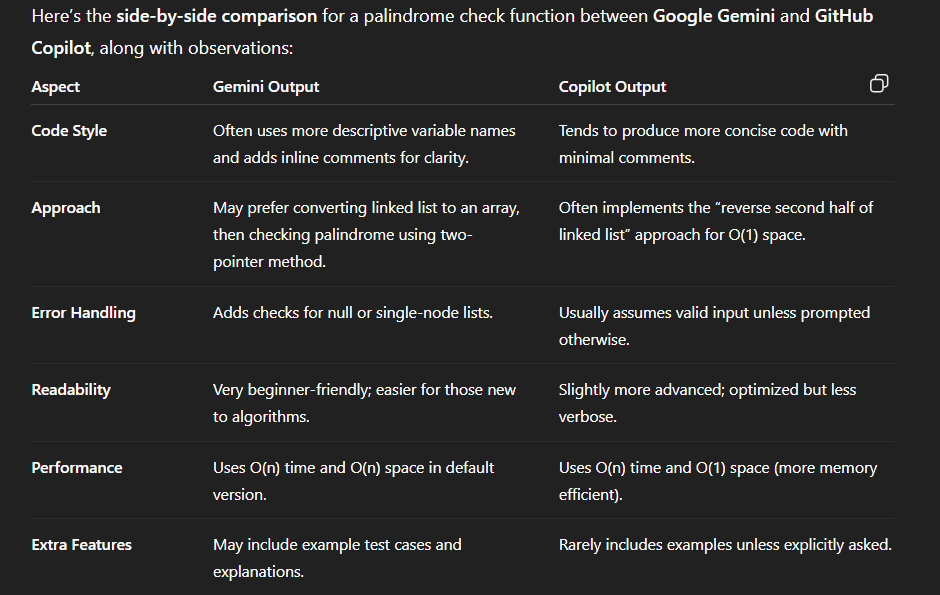 Here's the side-by-side comparison for a palindrome check function between Google Gemini and GitHub
Copilot, along with observations:
Aspect Gemini Output Copilot Output
Code Style Often uses more descriptive variable names Tends to produce more concise code with
and adds inline comments for clarity. minimal comments.
Approach May prefer converting linked list to an array, Often implements the “reverse second half of
then checking palindrome using two- linked list” approach for O(1) space.
pointer method.
Error Handling Adds checks for null or single-node lists. Usually assumes valid input unless prompted
otherwise.
Readability Very beginner-friendly; easier for those new Slightly more advanced; optimized but less
to algorithms. verbose.
Performance Uses O(n) time and O(n) space in default Uses O(n) time and O(1) space (more memory
version. efficient).
Extra Features May include example test cases and Rarely includes examples unless explicitly asked.
explanations.